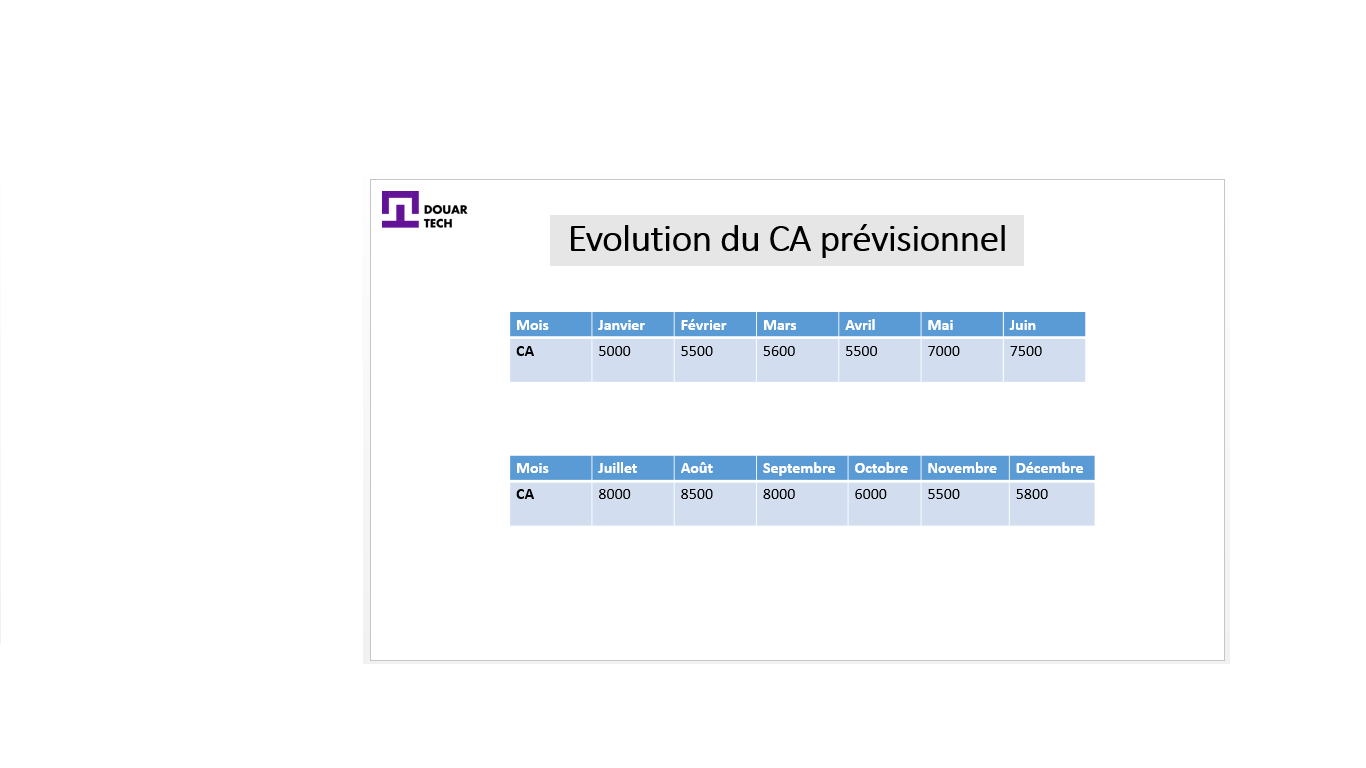 DOUAR
TECH
Evolution du CA prévisionnel
Mois Janvier Février Mars Avril Mai Juin
CA 5000 5500 5600 5500 7000 7500
Mois Juillet Août Septembre Octobre Novembre Décembre
CA 8000 8500 8000 6000 5500 5800